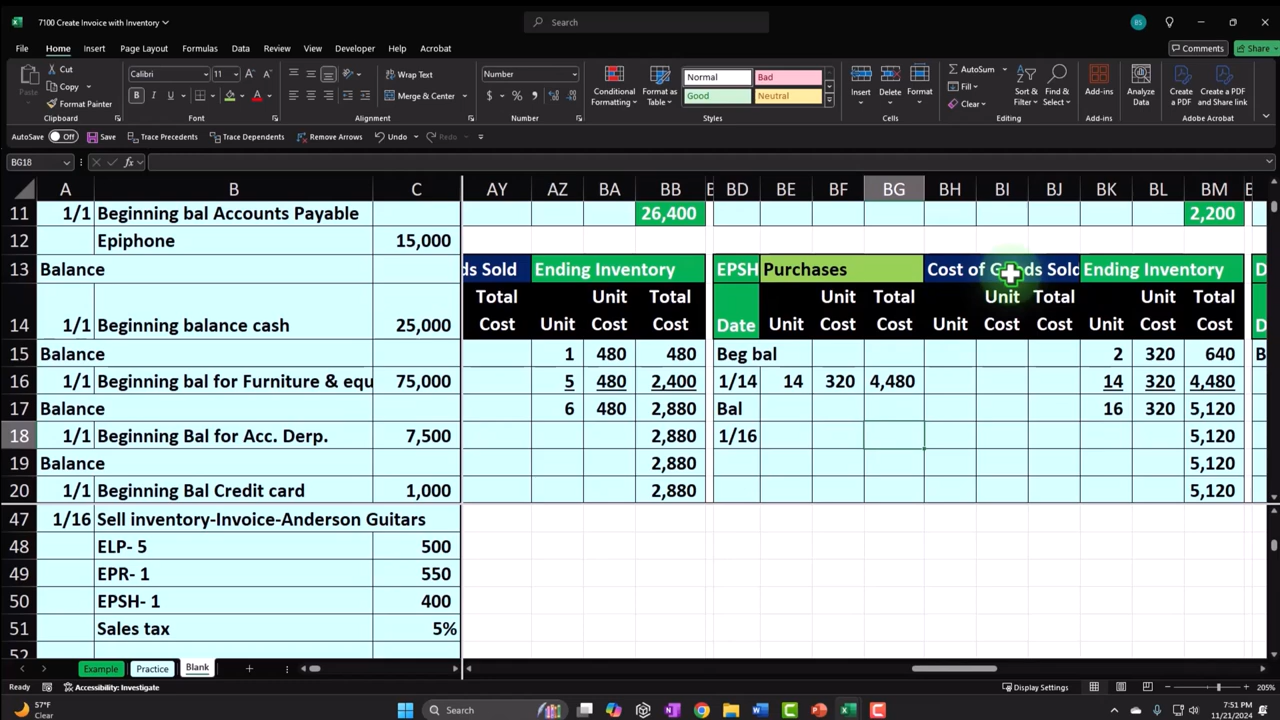 7100 Create Invoice with Inventory
Search
BS
File Home Insert Page Layout Formulas Data Review View Developer Help Acrobat Comments Share
Paste Cut Copy Format Painter Clipboard
Calibri 11 Font
Wrap Text Merge & Center Alignment
Number Number
Conditional Formatting Format as Table Normal Bad Good Neutral Styles
Insert Delete Format Cells
AutoSum Fill Clear Sort & Filter Find & Select Editing
Add-ins Add-ins
Analyze Data
Create a PDF Create a PDF and Share link Adobe Acrobat
AutoSave Off Save Trace Precedents Trace Dependents Remove Arrows Undo Redo
BG18 fx
A B C AY AZ BA BB BD BE BF BG BH BI BJ BK BL BM
11 1/1 Beginning bal Accounts Payable 26,400 2,200
12 Epiphone 15,000
13 Balance ds Sold Ending Inventory EPSH Purchases Cost of Goods Sold Ending Inventory
Total Unit Total Unit Total Unit Total Unit Total
14 1/1 Beginning balance cash 25,000 Cost Unit Cost Cost Date Unit Cost Cost Unit Cost Cost Unit Cost Cost
15 Balance 1 480 480 Beg bal 2 320 640
16 1/1 Beginning bal for Furniture & equ 75,000 5 480 2,400 1/14 14 320 4,480 14 320 4,480
17 Balance 6 480 2,880 Bal 16 320 5,120
18 1/1 Beginning Bal for Acc. Derp. 7,500 2,880 1/16 5,120
19 Balance 2,880 5,120
20 1/1 Beginning Bal Credit card 1,000 2,880 5,120
47 1/16 Sell inventory-Invoice-Anderson Guitars
48 ELP- 5 500
49 EPR- 1 550
50 EPSH- 1 400
51 Sales tax 5%
52
Example Practice Blank
Ready Accessibility: Investigate Display Settings 205%
57°F
Clear
Search
7:51 PM
11/21/2024